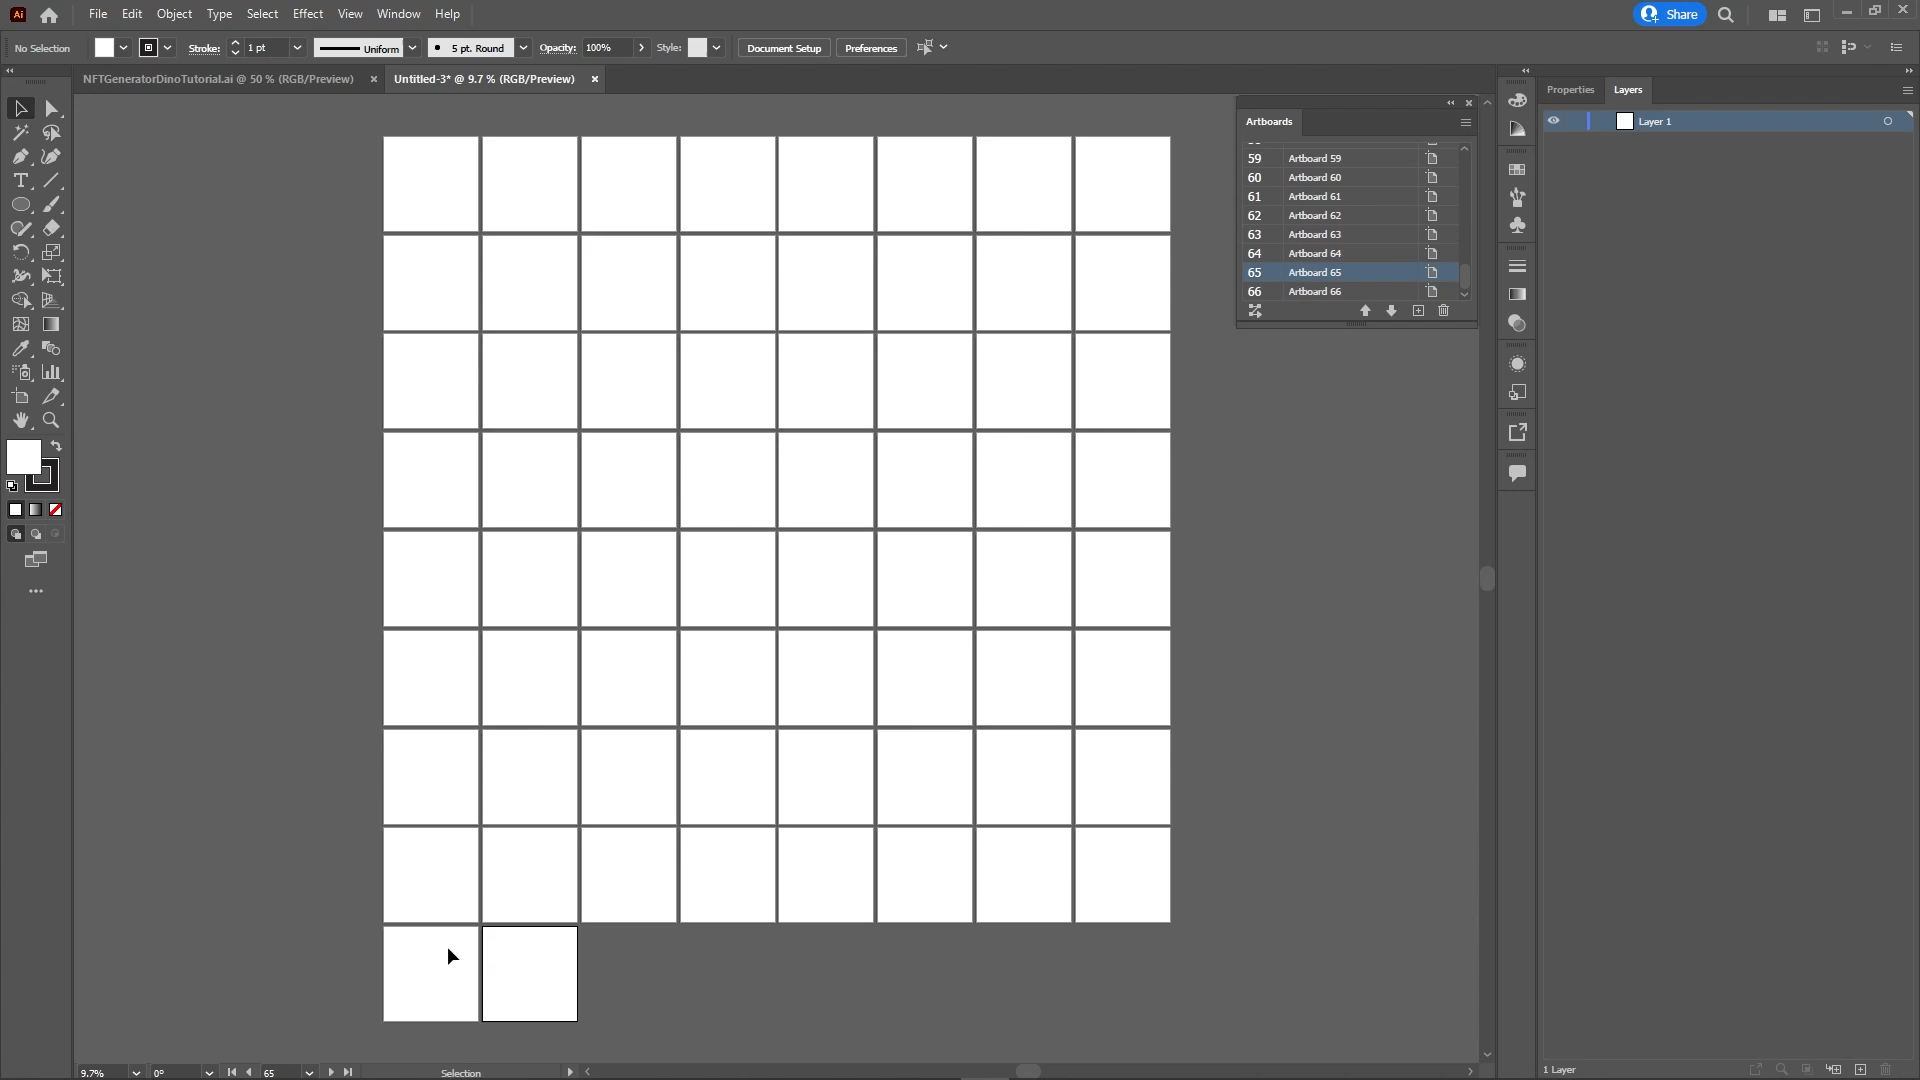 Ai File Edit Object Type Select Effect View Window Help Share
No Selection Stroke: 1 pt Uniform 5 pt. Round Opacity: 100% Style: Document Setup Preferences
NFTGeneratorDinoTutorial.ai @ 50 % (RGB/Preview) × Untitled-3* @ 9.7 % (RGB/Preview) ×
Properties Layers
Layer 1
Artboards
59 Artboard 59
60 Artboard 60
61 Artboard 61
62 Artboard 62
63 Artboard 63
64 Artboard 64
65 Artboard 65
66 Artboard 66
9.7% 0° 65 Selection
1 Layer